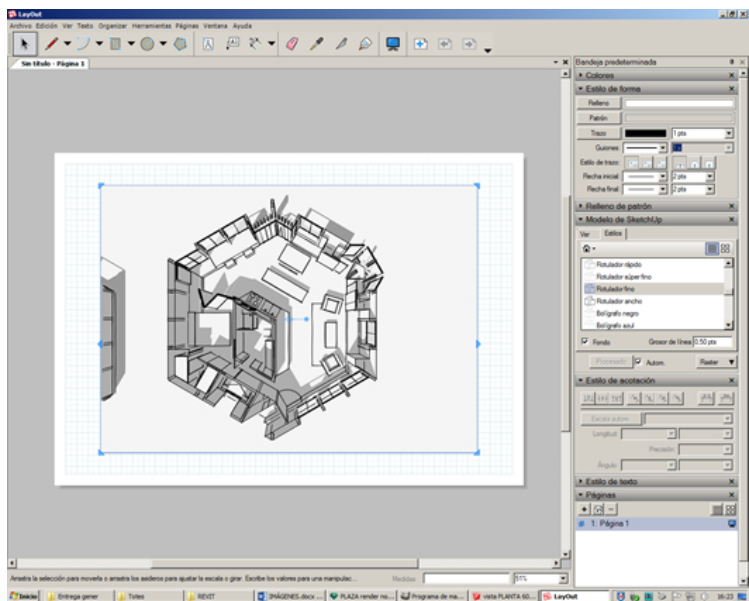 LayOut
Archivo Edición Ver Texto Organizar Herramientas Páginas Ventana Ayuda
Sin título - Página 1
Bandeja predeterminada
Colores
Estilo de forma
Relleno
Patrón
Trazo 1 pto
Guiones
Estilo de trazo:
Flecha inicial 2 pto
Flecha final 2 pto
Relleno de patrón
Modelo de SketchUp
Ver Estilos
Rotulador rápido
Rotulador súper fino
Rotulador fino
Rotulador ancho
Bolígrafo negro
Bolígrafo azul
Fondo Grosor de línea 0.50 pto
Procesado Autom. Raster
Estilo de acotación
Escala autom
Longitud:
Precisión:
Ángulo:
Estilo de texto
Páginas
1: Página 1
Arrastra la selección para moverla o arrastra los asideros para ajustar la escala o girar. Escribe los valores para una manipulac... Medidas 51%
Inicio Entrega gener Totes REVIT IMÁGENES.docx ... PLAZA render no... Programa de ma... vista PLANTA 60... LayOut 16:23